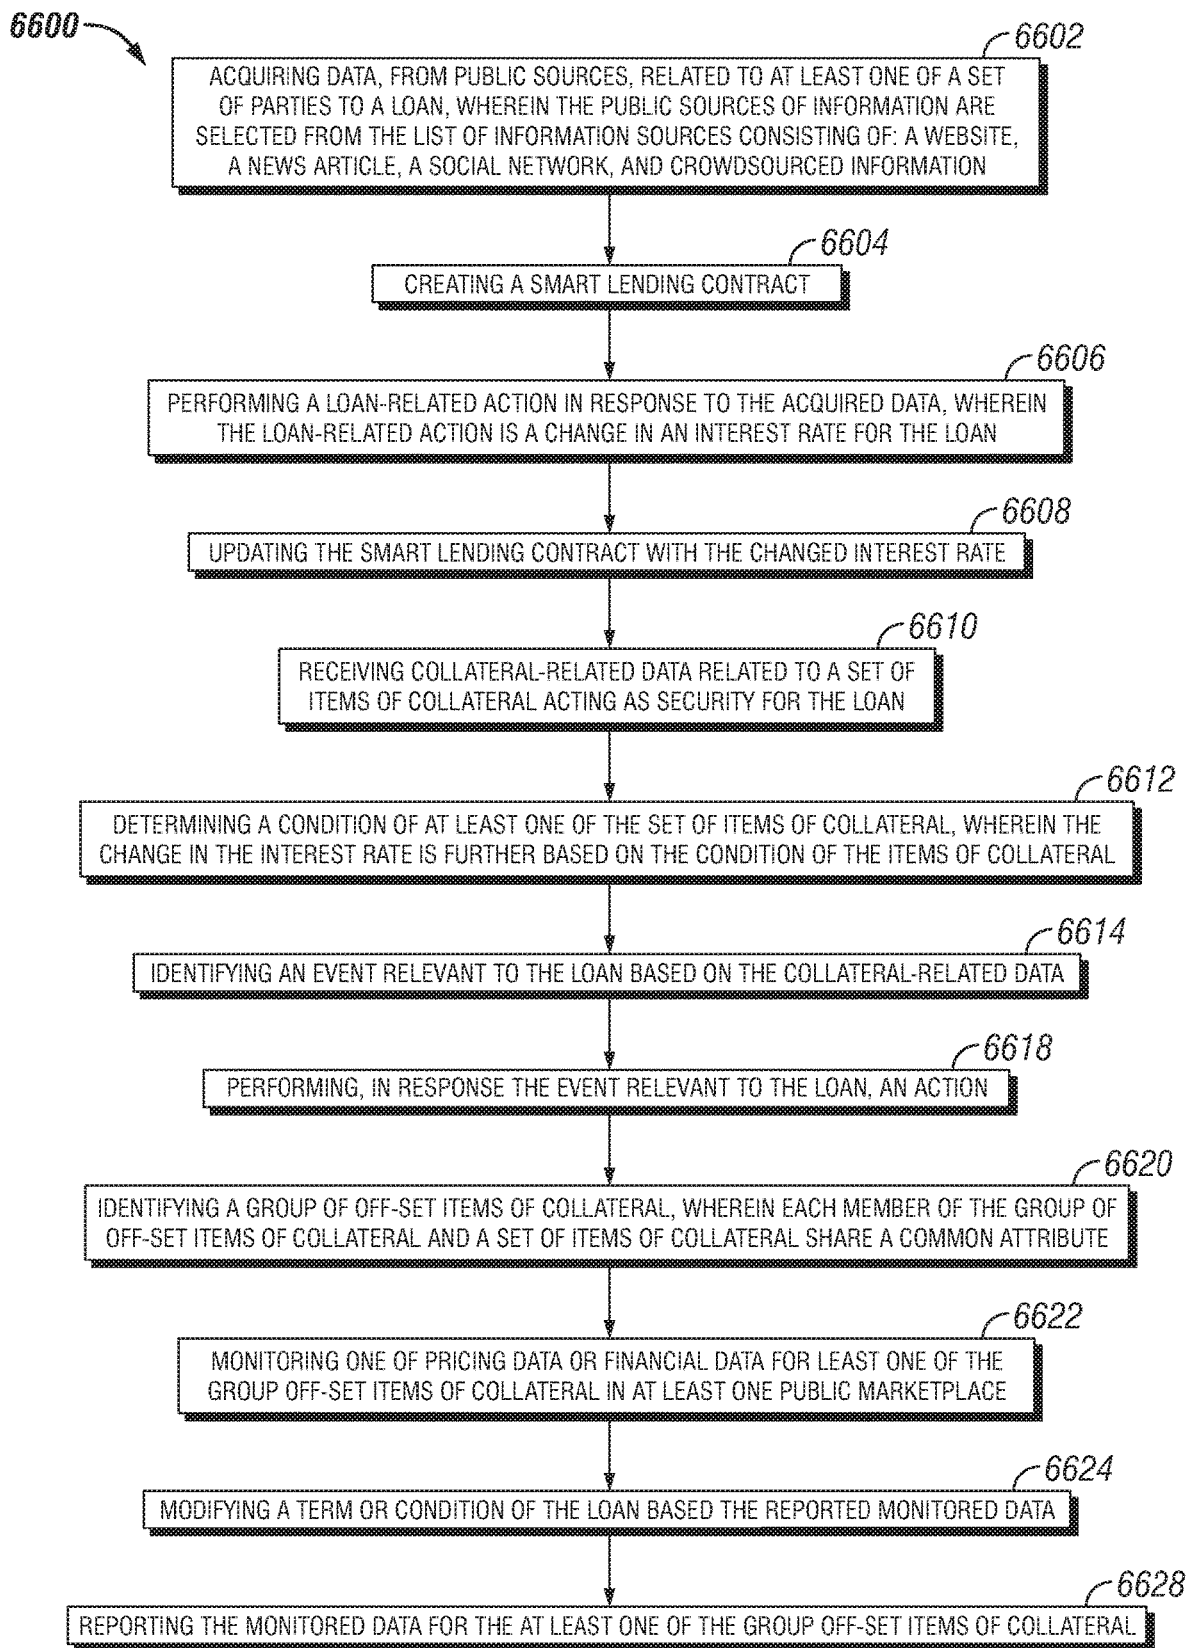 6600
6602
ACQUIRING DATA, FROM PUBLIC SOURCES, RELATED TO AT LEAST ONE OF A SET
OF PARTIES TO A LOAN, WHEREIN THE PUBLIC SOURCES OF INFORMATION ARE
SELECTED FROM THE LIST OF INFORMATION SOURCES CONSISTING OF: A WEBSITE,
A NEWS ARTICLE, A SOCIAL NETWORK, AND CROWDSOURCED INFORMATION
6604
CREATING A SMART LENDING CONTRACT
6606
PERFORMING A LOAN-RELATED ACTION IN RESPONSE TO THE ACQUIRED DATA, WHEREIN
THE LOAN-RELATED ACTION IS A CHANGE IN AN INTEREST RATE FOR THE LOAN
6608
UPDATING THE SMART LENDING CONTRACT WITH THE CHANGED INTEREST RATE
6610
RECEIVING COLLATERAL-RELATED DATA RELATED TO A SET OF
ITEMS OF COLLATERAL ACTING AS SECURITY FOR THE LOAN
6612
DETERMINING A CONDITION OF AT LEAST ONE OF THE SET OF ITEMS OF COLLATERAL, WHEREIN THE
CHANGE IN THE INTEREST RATE IS FURTHER BASED ON THE CONDITION OF THE ITEMS OF COLLATERAL
6614
IDENTIFYING AN EVENT RELEVANT TO THE LOAN BASED ON THE COLLATERAL-RELATED DATA
6618
PERFORMING, IN RESPONSE THE EVENT RELEVANT TO THE LOAN, AN ACTION
6620
IDENTIFYING A GROUP OF OFF-SET ITEMS OF COLLATERAL, WHEREIN EACH MEMBER OF THE GROUP OF
OFF-SET ITEMS OF COLLATERAL AND A SET OF ITEMS OF COLLATERAL SHARE A COMMON ATTRIBUTE
6622
MONITORING ONE OF PRICING DATA OR FINANCIAL DATA FOR LEAST ONE OF THE
GROUP OFF-SET ITEMS OF COLLATERAL IN AT LEAST ONE PUBLIC MARKETPLACE
6624
MODIFYING A TERM OR CONDITION OF THE LOAN BASED THE REPORTED MONITORED DATA
6628
REPORTING THE MONITORED DATA FOR THE AT LEAST ONE OF THE GROUP OFF-SET ITEMS OF COLLATERAL